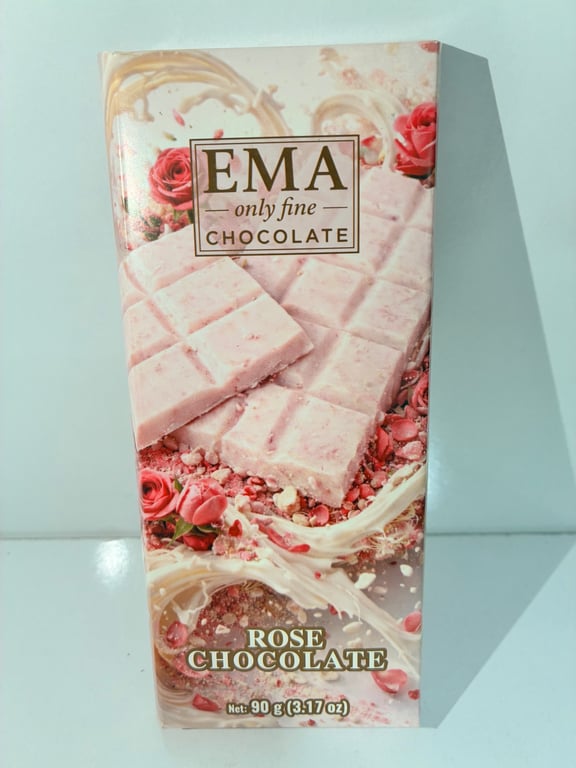 EMA
only fine
CHOCOLATE
ROSE
CHOCOLATE
Net: 90 g (3.17 oz)